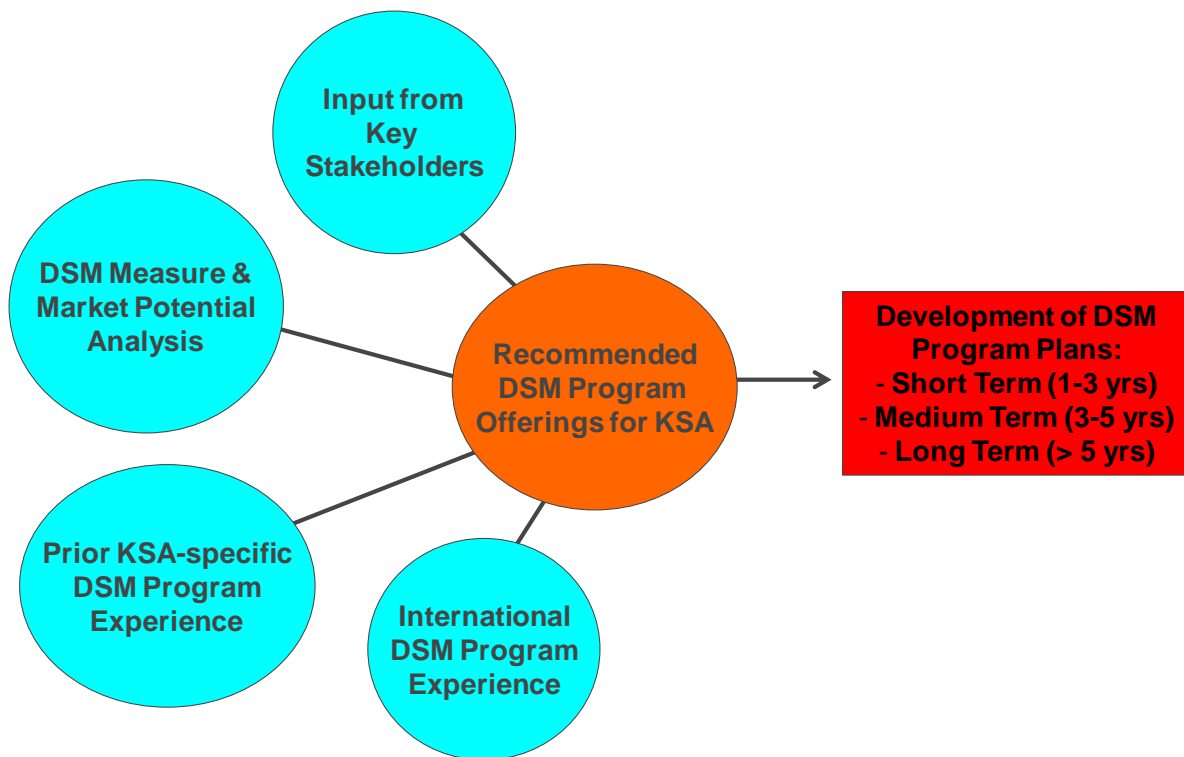 Input from
Key
Stakeholders
DSM Measure &
Market Potential
Analysis
Recommended
DSM Program
Offerings for KSA
Development of DSM
Program Plans:
- Short Term (1-3 yrs)
- Medium Term (3-5 yrs)
- Long Term (> 5 yrs)
Prior KSA-specific
DSM Program
Experience
International
DSM Program
Experience